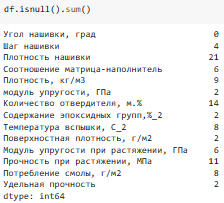 df.isnull().sum()
Угол нашивки, град 0
Шаг нашивки 4
Плотность нашивки 21
Соотношение матрица-наполнитель 6
Плотность, кг/м3 9
модуль упругости, ГПа 2
Количество отвердителя, м.% 14
Содержание эпоксидных групп,%_2 2
Температура вспышки, С_2 8
Поверхностная плотность, г/м2 2
Модуль упругости при растяжении, ГПа 6
Прочность при растяжении, МПа 11
Потребление смолы, г/м2 8
Удельная прочность 2
dtype: int64